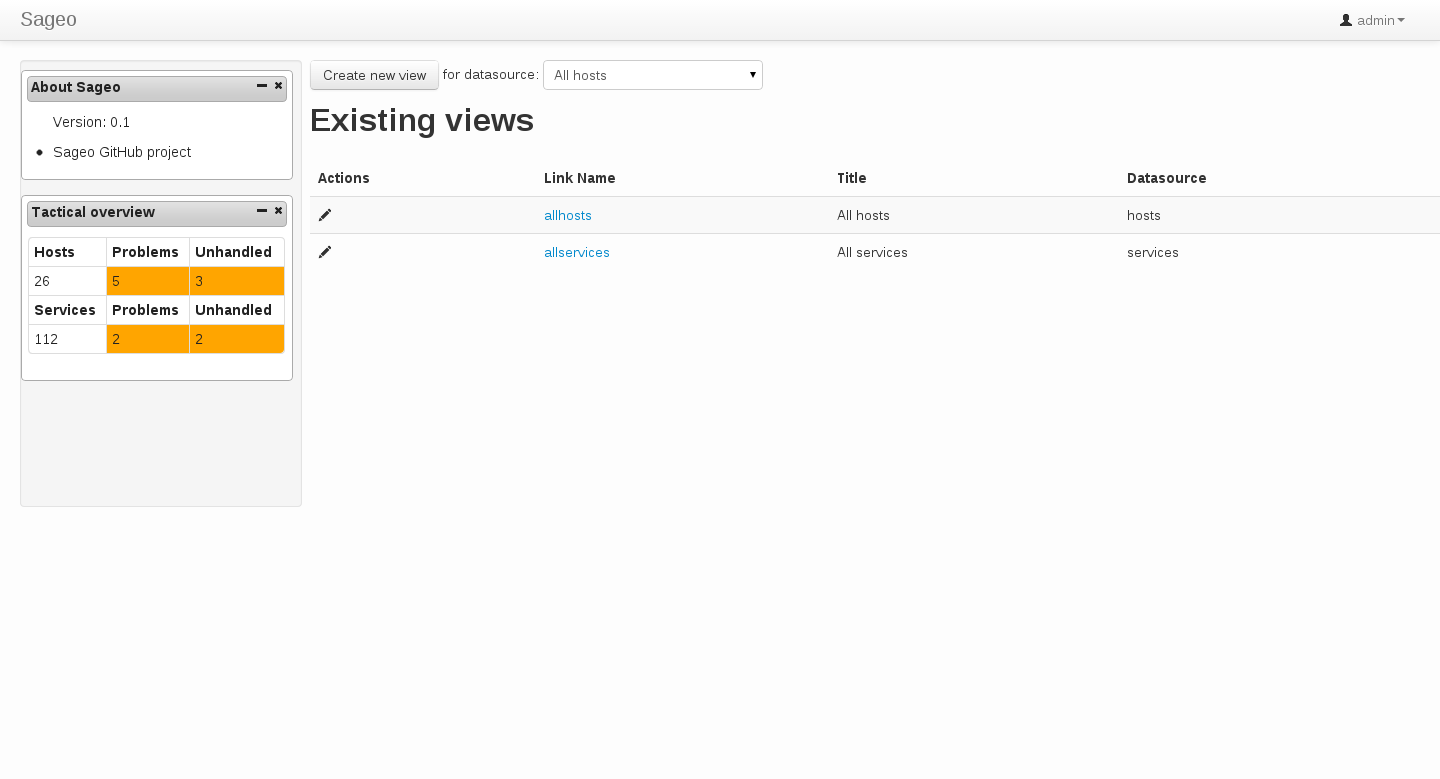 Sageo
admin
About Sageo
Version: 0.1
Sageo GitHub project
Tactical overview
Hosts Problems Unhandled
26 5 3
Services Problems Unhandled
112 2 2
Create new view for datasource: All hosts
Existing views
Actions Link Name Title Datasource
allhosts All hosts hosts
allservices All services services